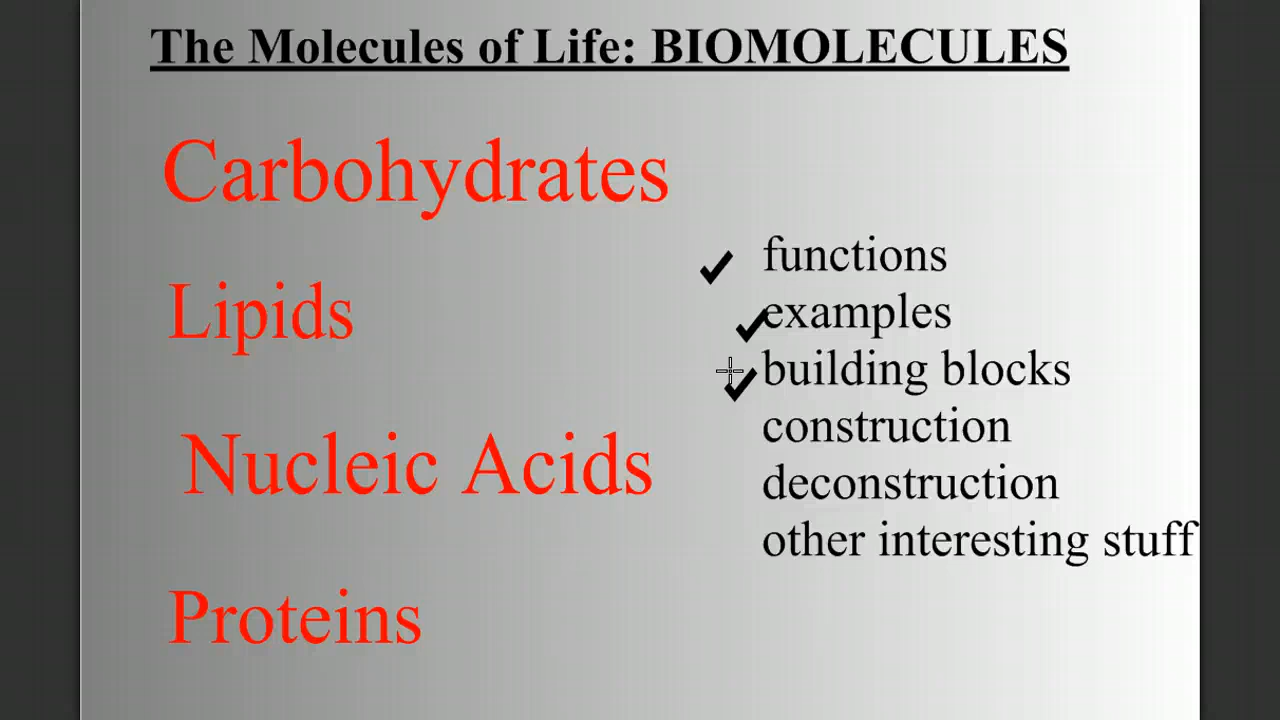 The Molecules of Life: BIOMOLECULES
Carbohydrates
Lipids
Nucleic Acids
Proteins
functions
examples
building blocks
construction
deconstruction
other interesting stuff